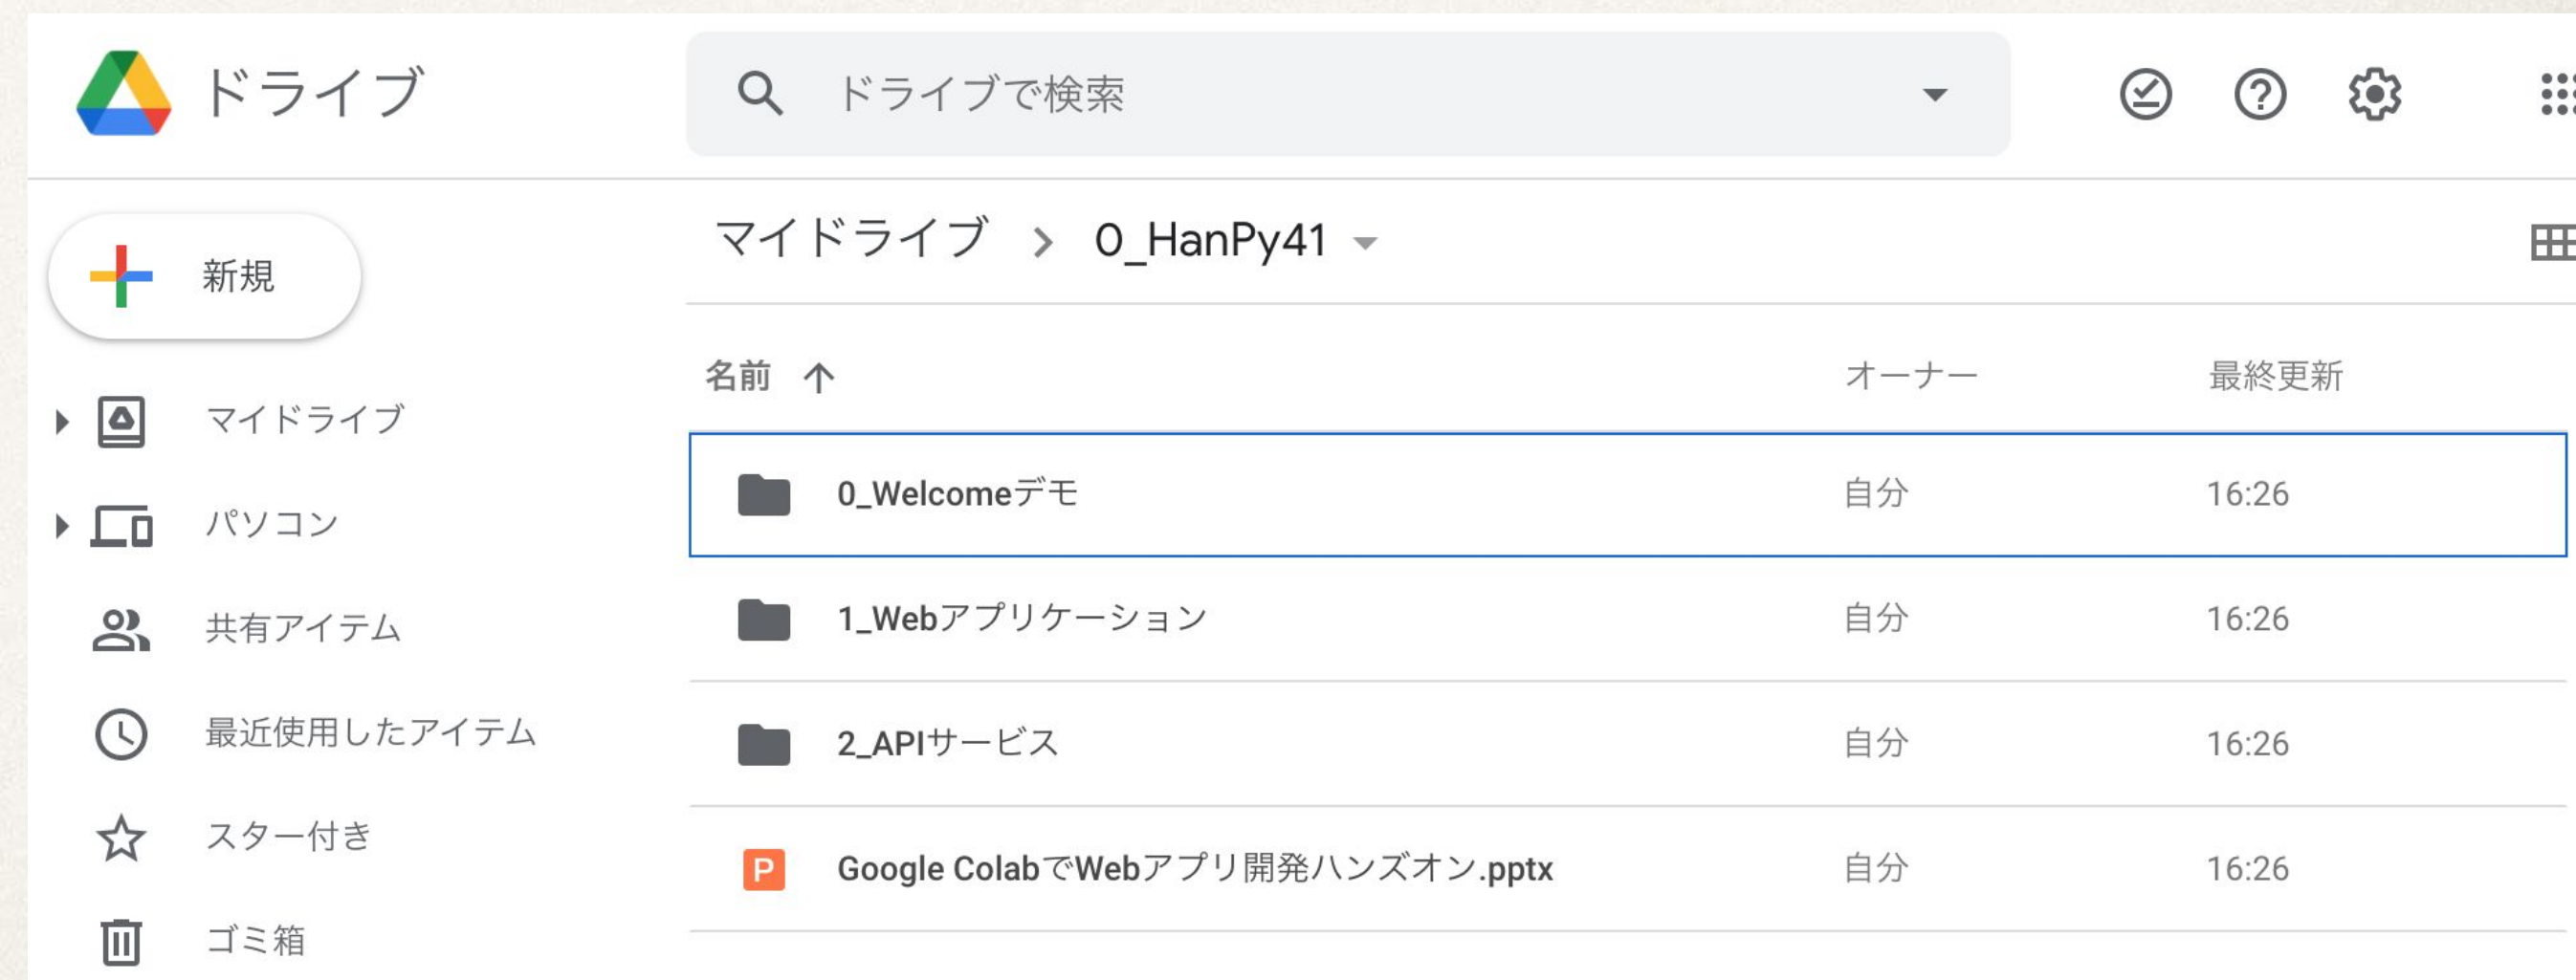 ドライブ
ドライブで検索
新規
マイドライブ
パソコン
共有アイテム
最近使用したアイテム
スター付き
ゴミ箱
マイドライブ > 0_HanPy41
名前 ↑ オーナー 最終更新
0_Welcomeデモ 自分 16:26
1_Webアプリケーション 自分 16:26
2_APIサービス 自分 16:26
P Google ColabでWebアプリ開発ハンズオン.pptx 自分 16:26